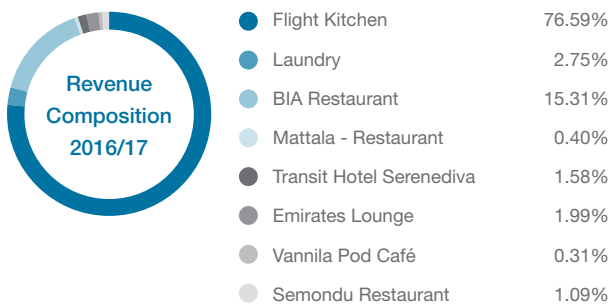 Revenue
Composition
2016/17
Flight Kitchen 76.59%
Laundry 2.75%
BIA Restaurant 15.31%
Mattala - Restaurant 0.40%
Transit Hotel Serenediva 1.58%
Emirates Lounge 1.99%
Vannila Pod Café 0.31%
Semondu Restaurant 1.09%